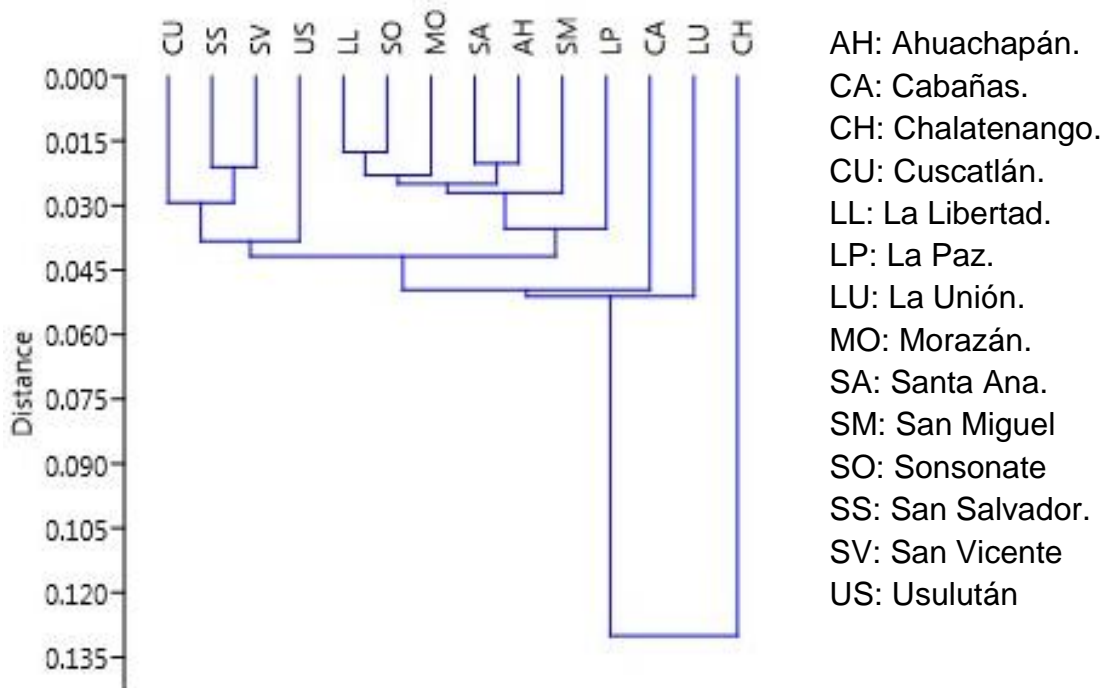 CU SS SV US LL SO MO SA AH SM LP CA LU CH
0.000
0.015
0.030
0.045
0.060
0.075
0.090
0.105
0.120
0.135
Distance
AH: Ahuachapán.
CA: Cabañas.
CH: Chalatenango.
CU: Cuscatlán.
LL: La Libertad.
LP: La Paz.
LU: La Unión.
MO: Morazán.
SA: Santa Ana.
SM: San Miguel
SO: Sonsonate
SS: San Salvador.
SV: San Vicente
US: Usulután